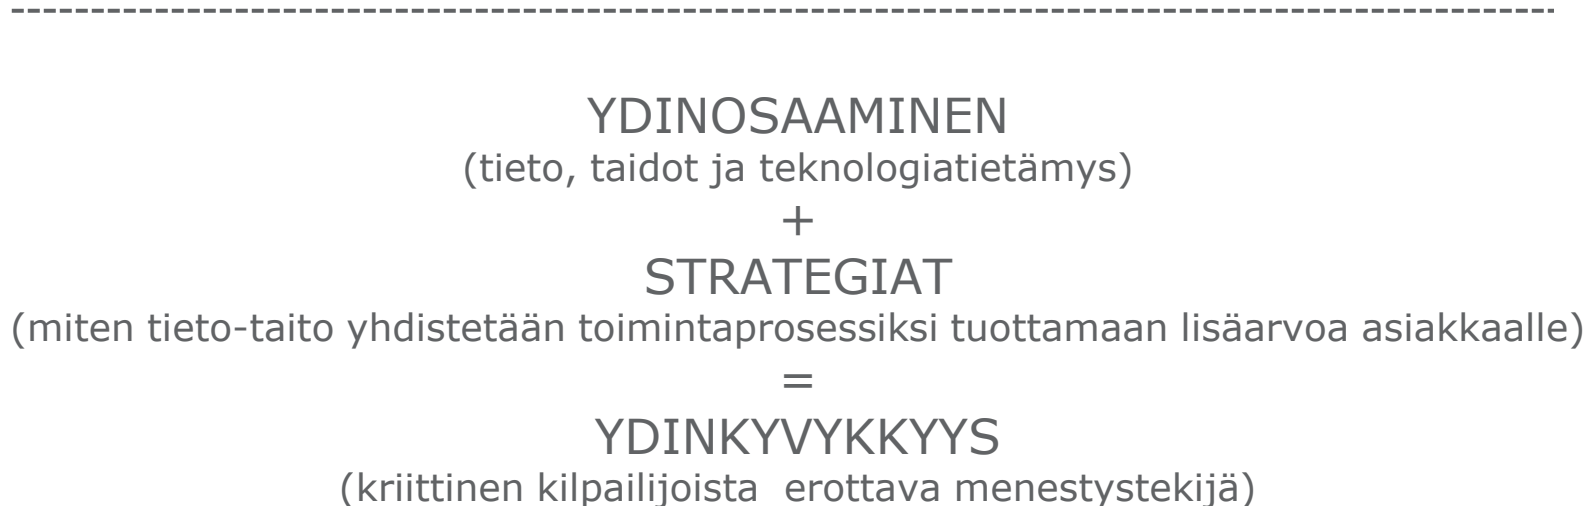 YDINOSAAMINEN
(tieto, taidot ja teknologiatietämys)
+
STRATEGIAT
(miten tieto-taito yhdistetään toimintaprosessiksi tuottamaan lisäarvoa asiakkaalle)
=
YDINKYVYKKYYS
(kriittinen kilpailijoista  erottava menestystekijä)